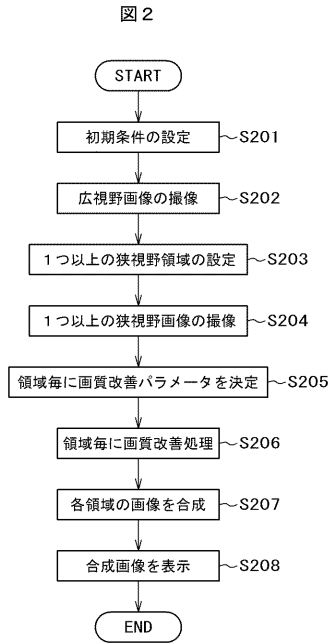 図２
START
初期条件の設定 S201
広視野画像の撮像 S202
１つ以上の狭視野領域の設定 S203
１つ以上の狭視野画像の撮像 S204
領域毎に画質改善パラメータを決定 S205
領域毎に画質改善処理 S206
各領域の画像を合成 S207
合成画像を表示 S208
END